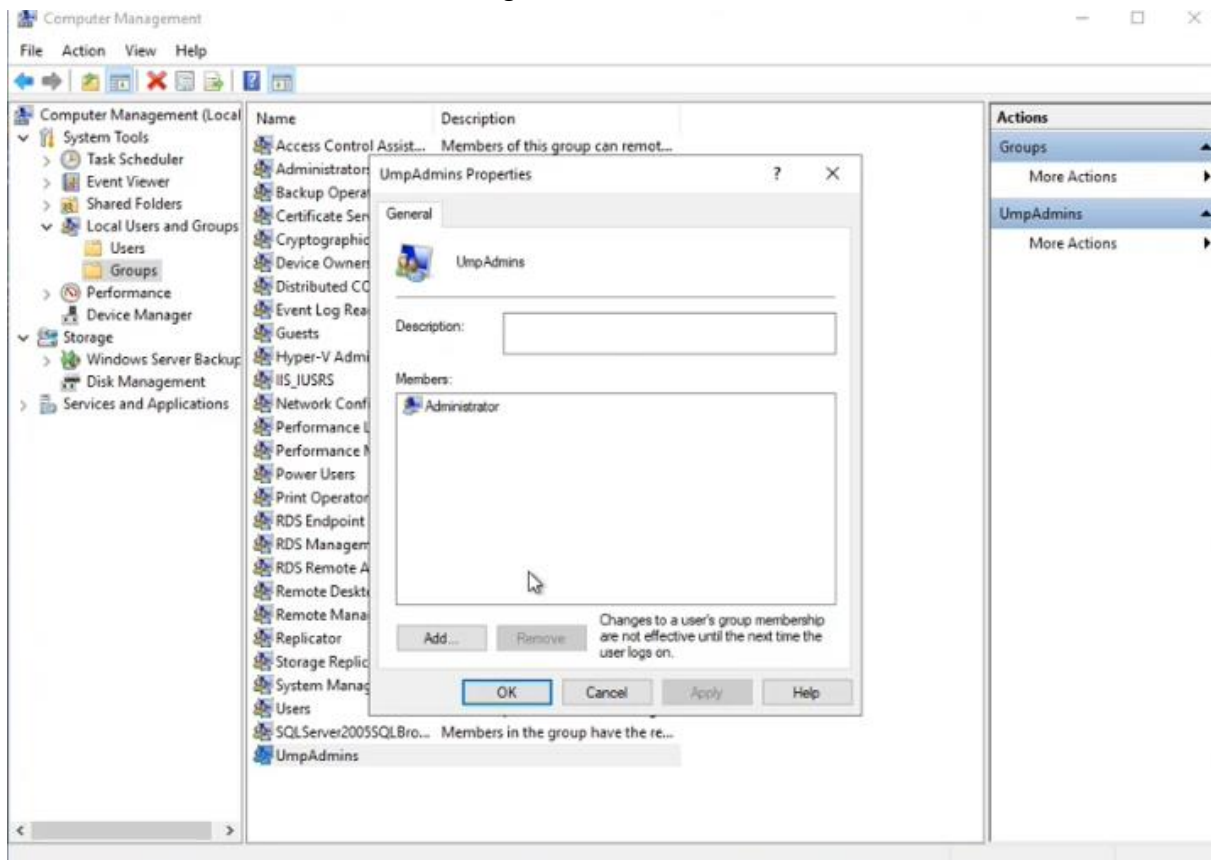 Computer Management
File Action View Help
Computer Management (Local
System Tools
Task Scheduler
Event Viewer
Shared Folders
Local Users and Groups
Users
Groups
Performance
Device Manager
Storage
Windows Server Backup
Disk Management
Services and Applications
Name Description
Access Control Assist... Members of this group can remot...
Administrators
Backup Operat
Certificate Serv
Cryptographic
Device Owners
Distributed CO
Event Log Rea
Guests
Hyper-V Admi
IIS_IUSRS
Network Confi
Performance L
Performance M
Power Users
Print Operator
RDS Endpoint
RDS Managem
RDS Remote A
Remote Deskto
Remote Mana
Replicator
Storage Replic
System Manag
Users
SQLServer2005SQLBro... Members in the group have the re...
UmpAdmins
UmpAdmins Properties ? ×
General
UmpAdmins
Description:
Members:
Administrator
Add... Remove
Changes to a user's group membership
are not effective until the next time the
user logs on.
OK Cancel Apply Help
Actions
Groups
More Actions
UmpAdmins
More Actions